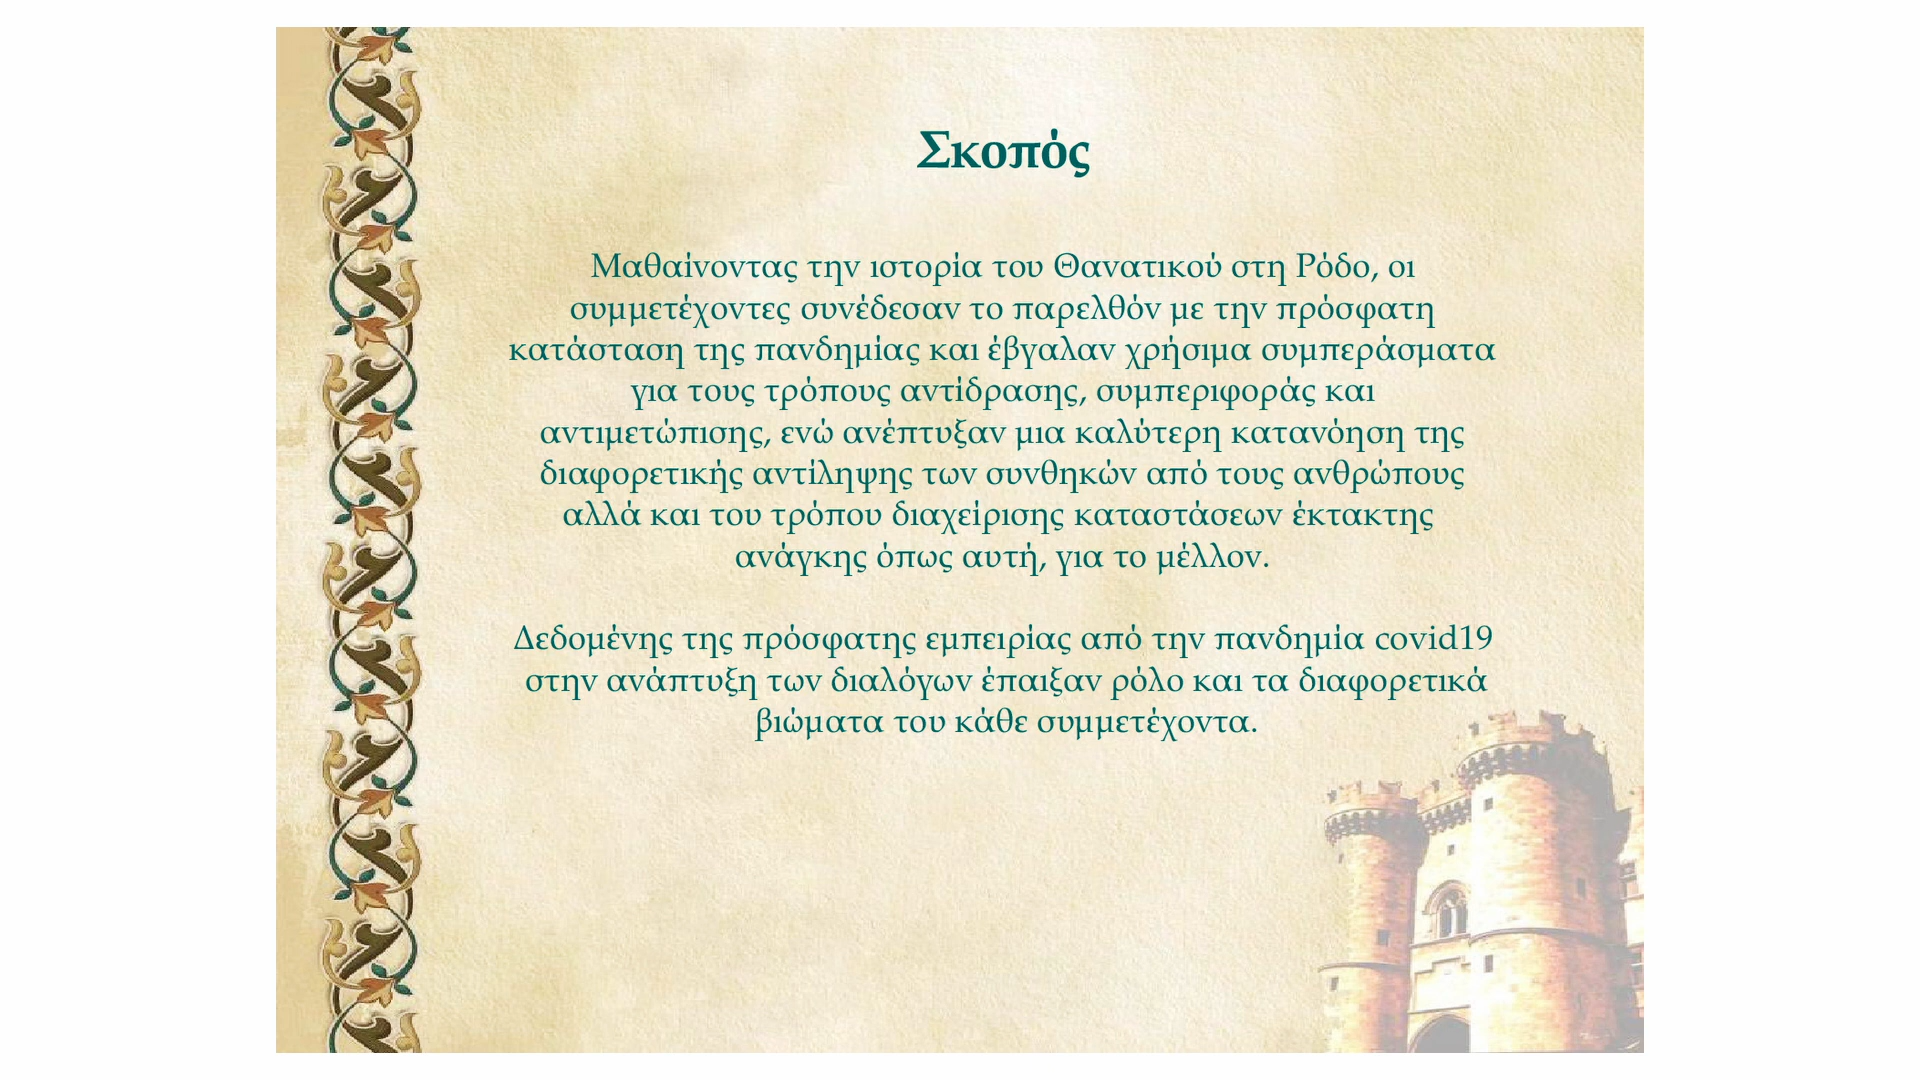 Σκοπός
Μαθαίνοντας την ιστορία του Θανατικού στη Ρόδο, οι
συμμετέχοντες συνέδεσαν το παρελθόν με την πρόσφατη
κατάσταση της πανδημίας και έβγαλαν χρήσιμα συμπεράσματα
για τους τρόπους αντίδρασης, συμπεριφοράς και
αντιμετώπισης, ενώ ανέπτυξαν μια καλύτερη κατανόηση της
διαφορετικής αντίληψης των συνθηκών από τους ανθρώπους
αλλά και του τρόπου διαχείρισης καταστάσεων έκτακτης
ανάγκης όπως αυτή, για το μέλλον.
Δεδομένης της πρόσφατης εμπειρίας από την πανδημία covid19
στην ανάπτυξη των διαλόγων έπαιξαν ρόλο και τα διαφορετικά
βιώματα του κάθε συμμετέχοντα.